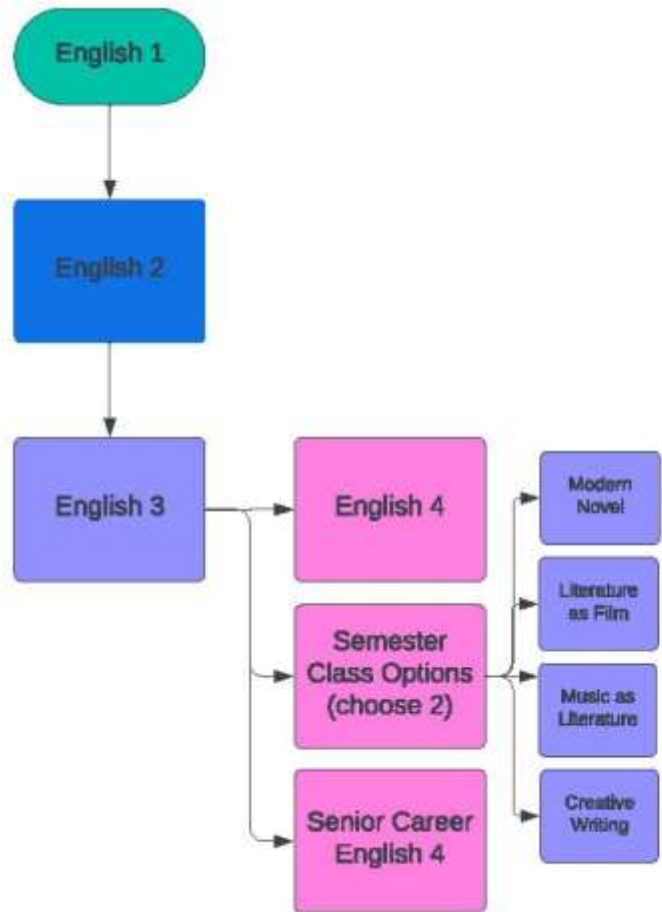 English 1
English 2
English 3
English 4
Semester
Class Options
(choose 2)
Senior Career
English 4
Modern
Novel
Literature
as Film
Music as
Literature
Creative
Writing